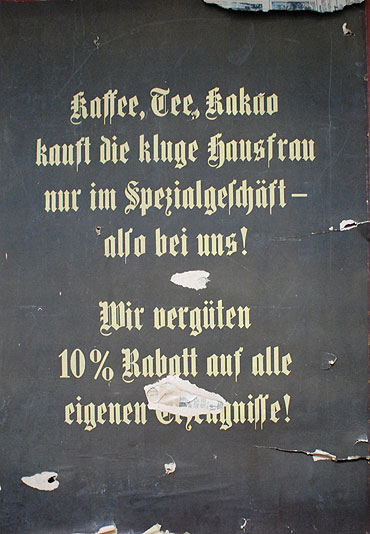 Kaffee, Tee, Kakao
kauft die kluge Hausfrau
nur im Spezialgeschäft –
also bei uns!
Wir vergüten
10% Rabatt auf alle
eigenen Erzeugnisse!